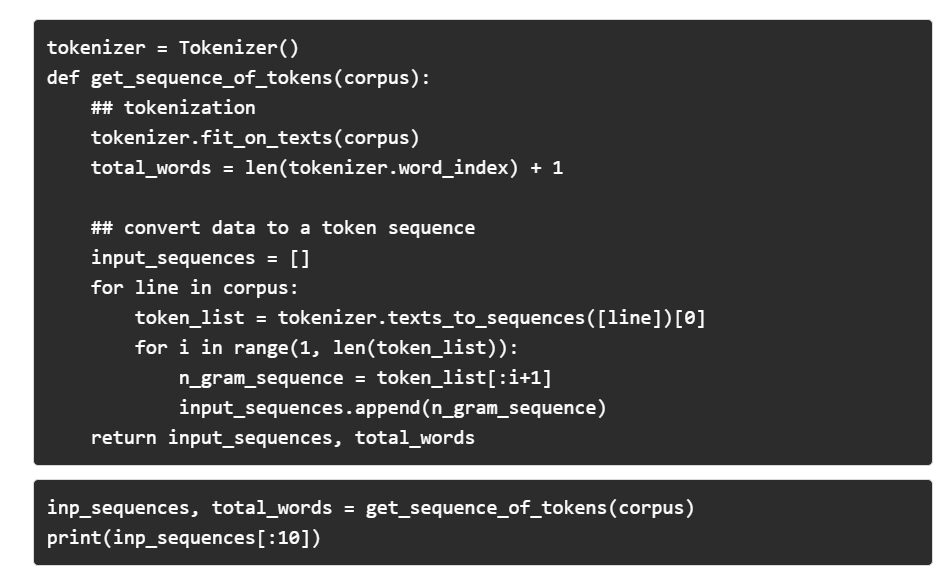 tokenizer = Tokenizer()
def get_sequence_of_tokens(corpus):
    ## tokenization
    tokenizer.fit_on_texts(corpus)
    total_words = len(tokenizer.word_index) + 1

    ## convert data to a token sequence
    input_sequences = []
    for line in corpus:
        token_list = tokenizer.texts_to_sequences([line])[0]
        for i in range(1, len(token_list)):
            n_gram_sequence = token_list[:i+1]
            input_sequences.append(n_gram_sequence)
    return input_sequences, total_words

inp_sequences, total_words = get_sequence_of_tokens(corpus)
print(inp_sequences[:10])